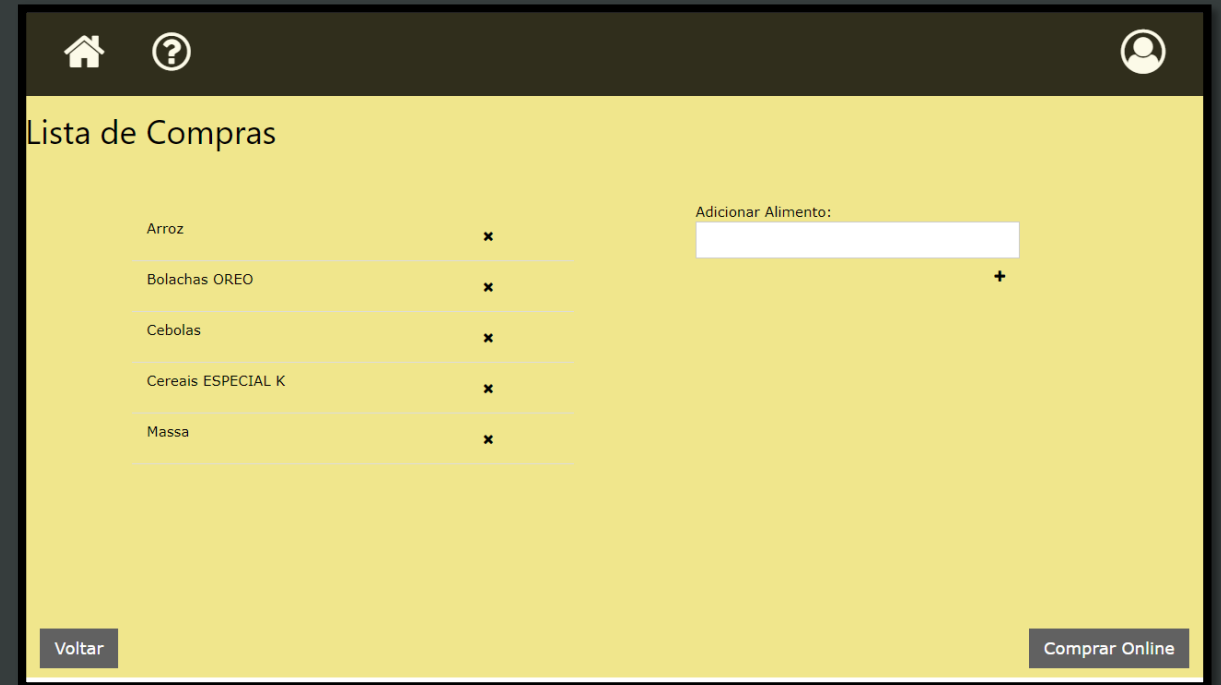 Lista de Compras
Adicionar Alimento:
Arroz
Bolachas OREO
Cebolas
Cereais ESPECIAL K
Massa
Voltar
Comprar Online